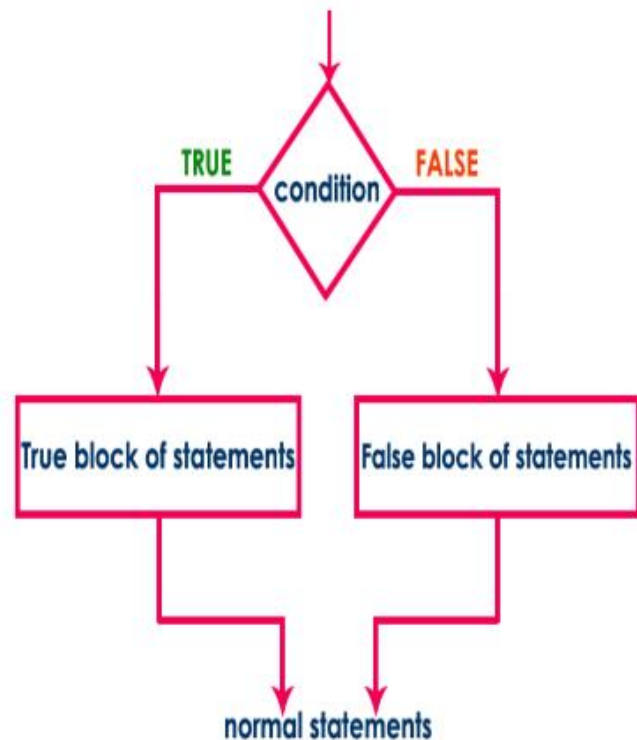 TRUE
FALSE
condition
True block of statements
False block of statements
normal statements